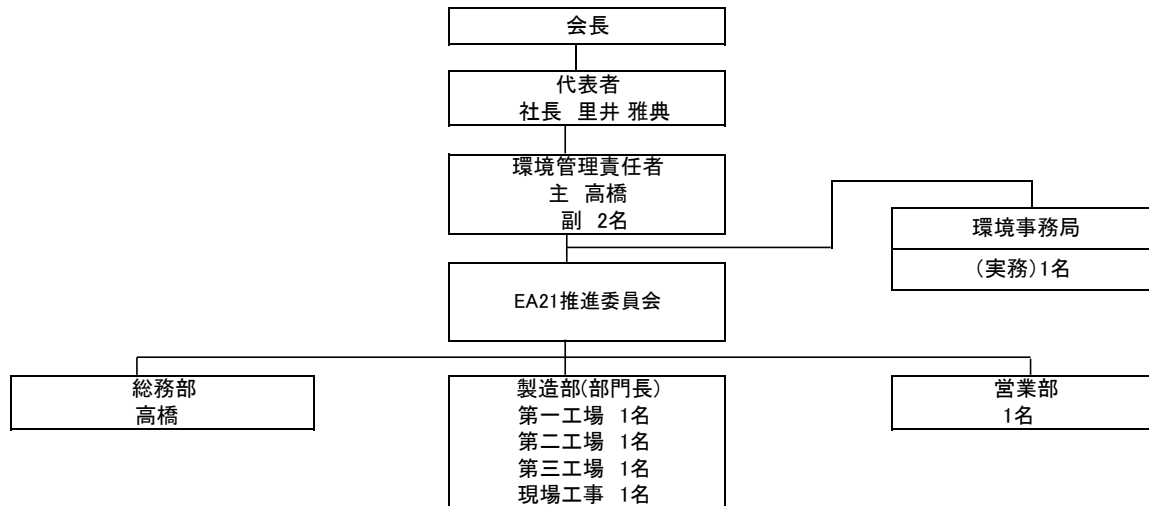 会長
代表者
社長 里井 雅典
環境管理責任者
主 高橋
副 2名
環境事務局
(実務)1名
EA21推進委員会
総務部
高橋
製造部(部門長)
第一工場 1名
第二工場 1名
第三工場 1名
現場工事 1名
営業部
1名